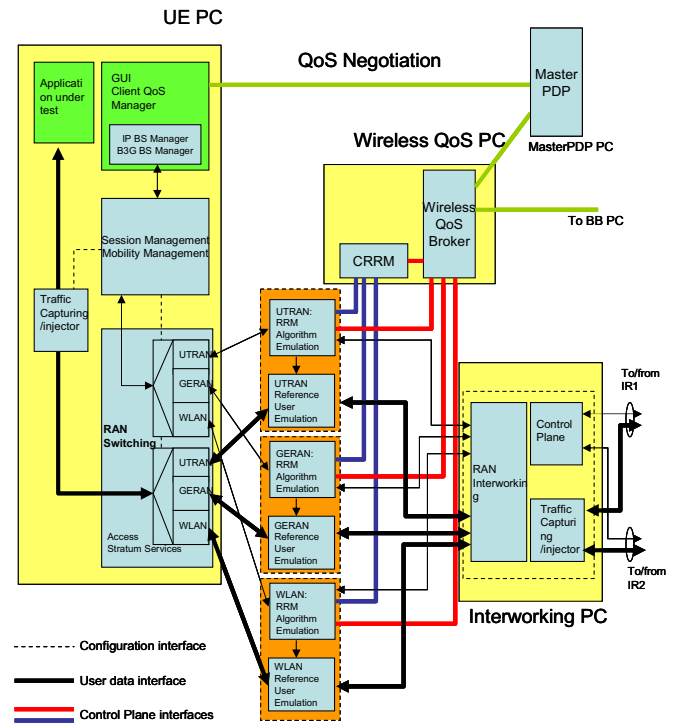 UE PC
Applicati
on under
test
GUI
Client QoS
Manager
IP BS Manager
B3G BS Manager
QoS Negotiation
Master
PDP
MasterPDP PC
Wireless QoS PC
Wireless
QoS
Broker
To BB PC
CRRM
Session Management
Mobility Management
Traffic
Capturing
/injector
UTRAN
GERAN
WLAN
RAN
Switching
UTRAN
GERAN
WLAN
Access
Stratum Services
UTRAN:
RRM
Algorithm
Emulation
UTRAN
Reference
User
Emulation
GERAN:
RRM
Algorithm
Emulation
GERAN
Reference
User
Emulation
WLAN:
RRM
Algorithm
Emulation
WLAN
Reference
User
Emulation
RAN
Interworkin
g
Control
Plane
Traffic
Capturi
ng
/injector
To/from
IR1
To/from
IR2
Interworking PC
Configuration interface
User data interface
Control Plane interfaces